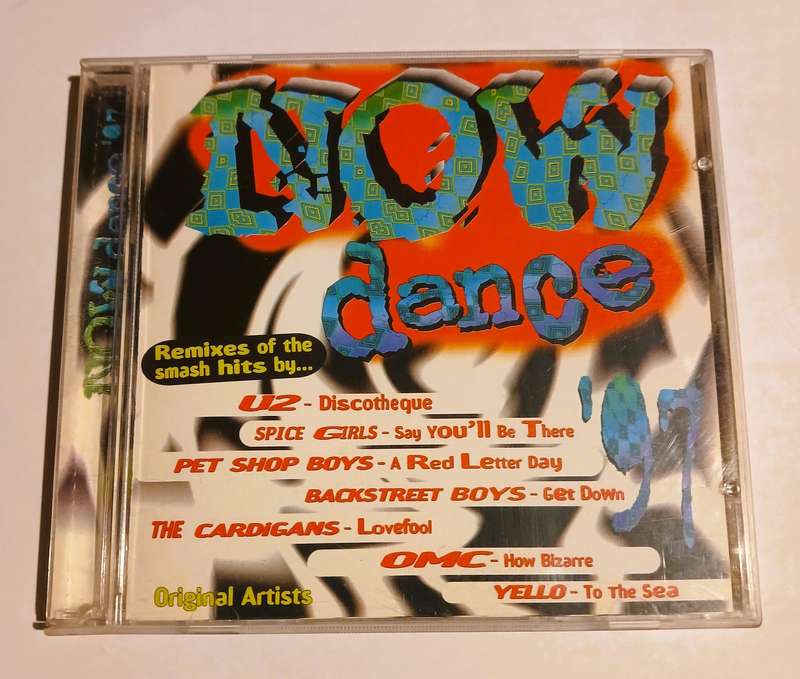 NOW
dance
'97
NOW dance '97
Remixes of the
smash hits by...
U2 - Discotheque
SPICE GIRLS - Say YOU'll Be There
PET SHOP BOYS - A Red Letter Day
BACKSTREET BOYS - Get Down
THE CARDIGANS - Lovefool
OMC - How Bizarre
YELLO - To The Sea
Original Artists